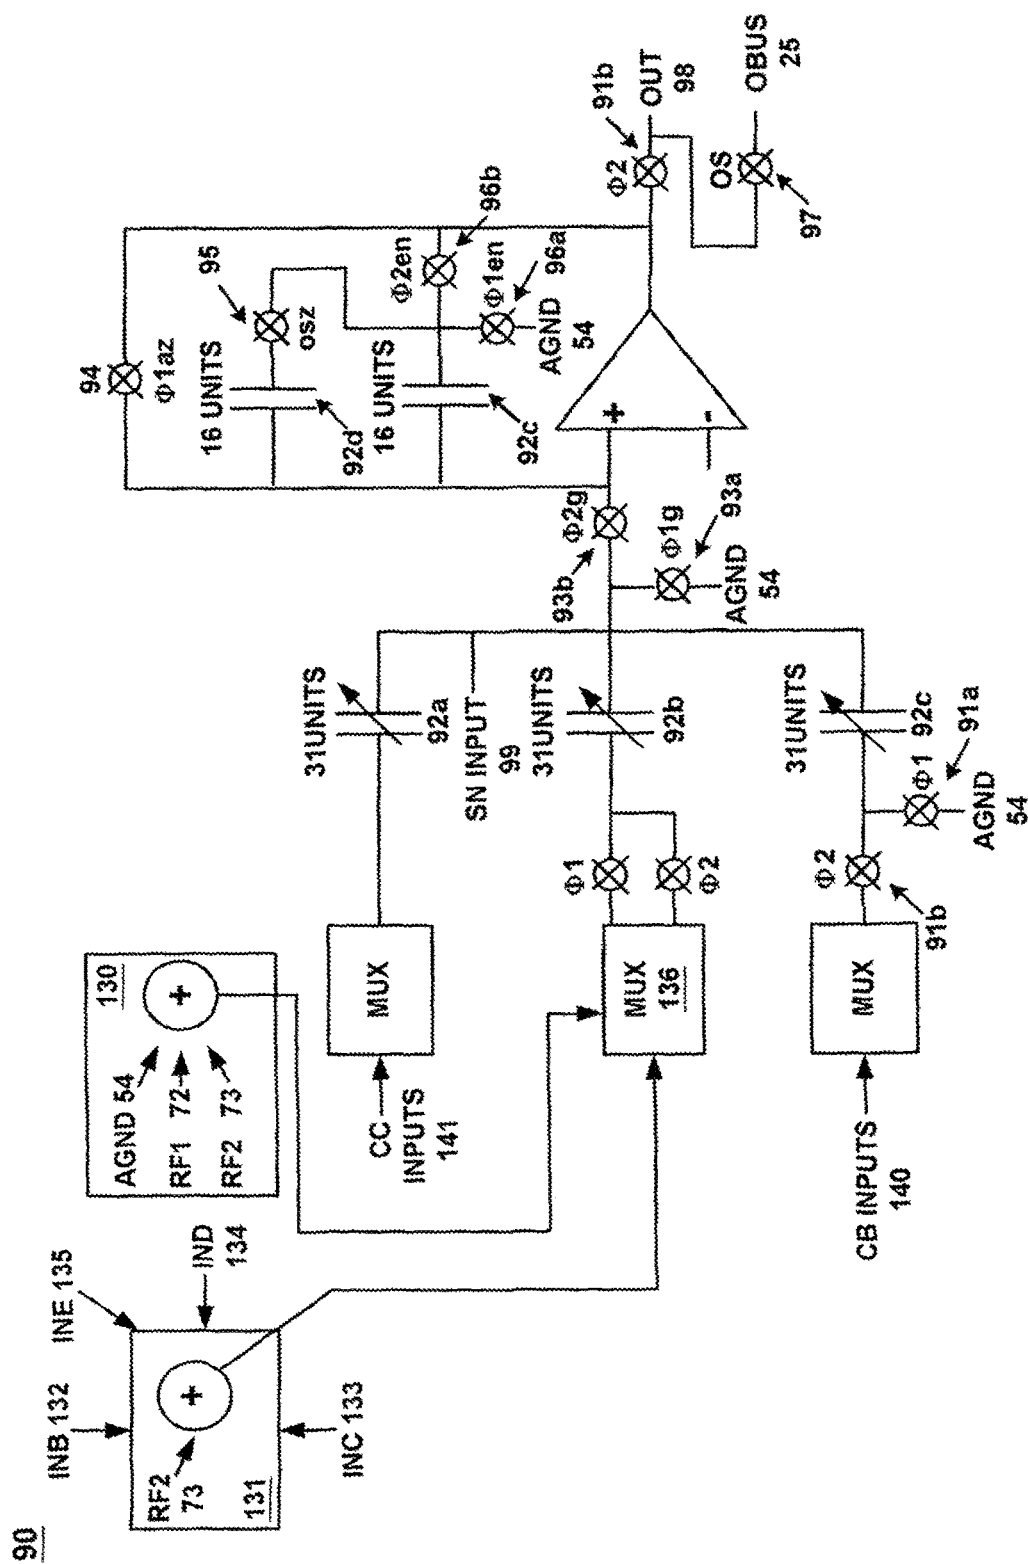 90
INB 132
INE 135
IND
134
INC 133
RF2
73
131
130
AGND 54
RF1 72
RF2 73
CC
INPUTS
141
MUX
MUX
136
CB INPUTS
140
MUX
Φ1
Φ2
Φ2
91b
Φ1
91a
AGND
54
31UNITS
92a
SN INPUT
99
31UNITS
92b
31UNITS
92c
93b
Φ2g
Φ1g
93a
AGND
54
94
Φ1az
16 UNITS
92d
95
osz
16 UNITS
92c
Φ2en
96b
Φ1en
96a
AGND
54
+
-
Φ2
91b
OUT
98
OS
97
OBUS
25
+
+